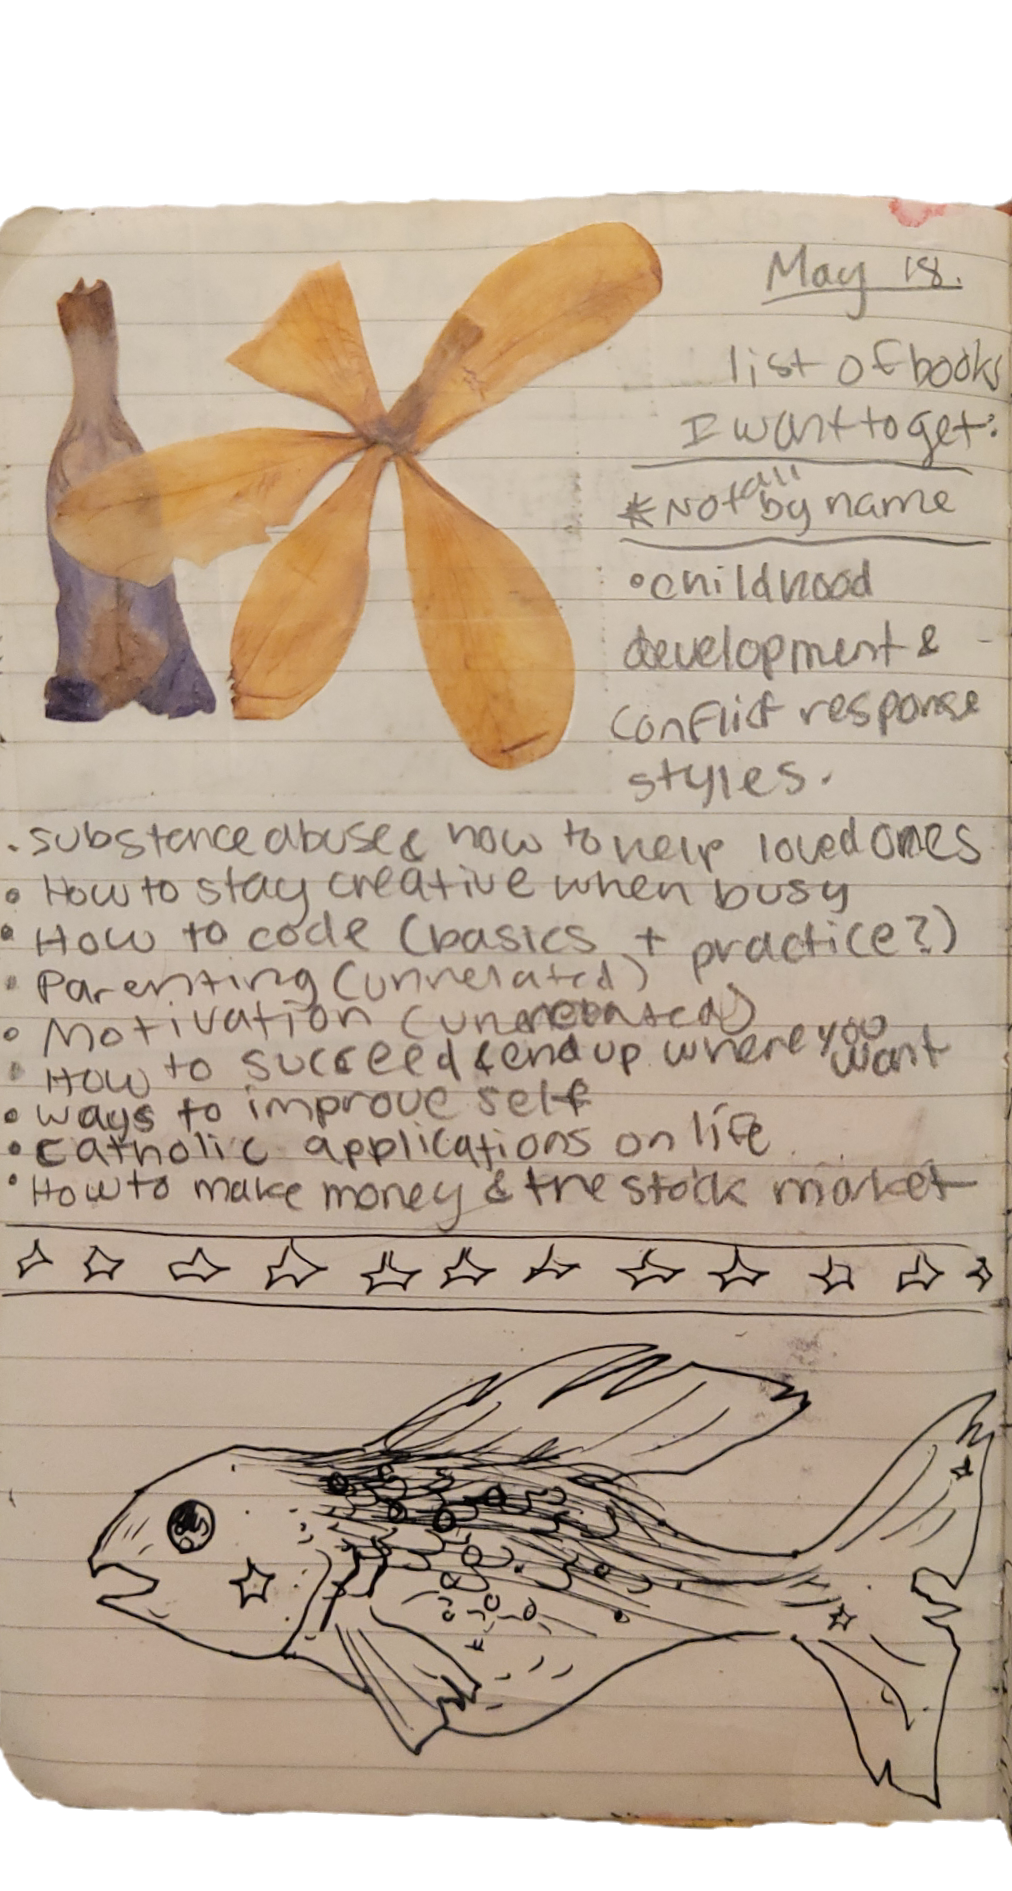 May 18.
list of books
I want to get:
*Not all by name
• childhood
development &
conflict response
styles.
• substance abuse & how to help loved ones
• How to stay creative when busy
• How to code (basics + practice?)
• Parenting (unrelated)
• Motivation (unrelated)
• How to succeed & end up where you want
• ways to improve self
• catholic applications on life
• How to make money & the stock market